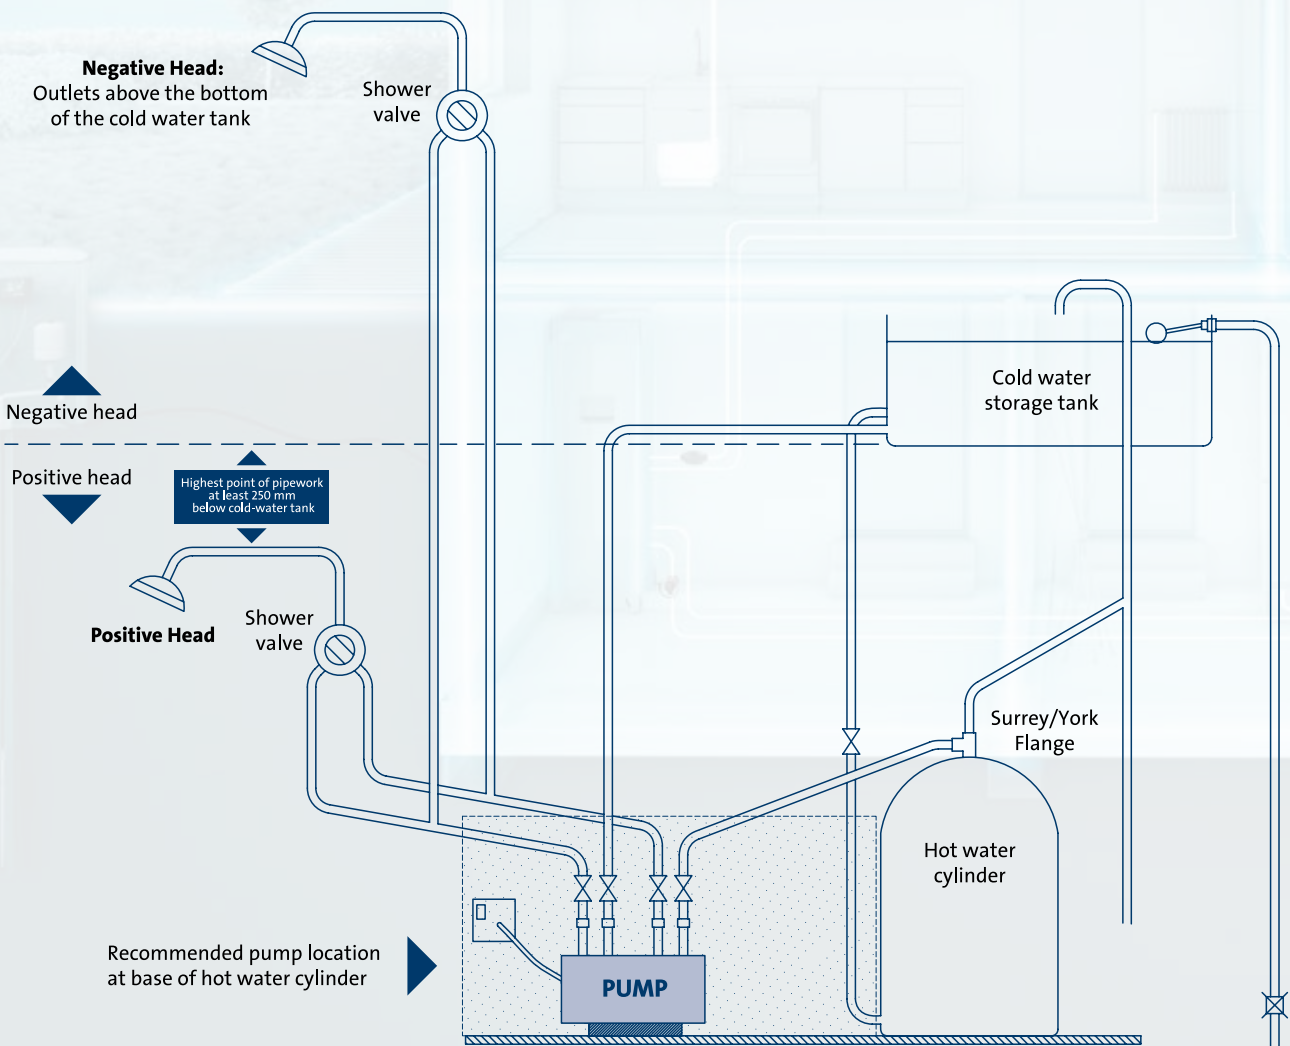 Negative Head:
Outlets above the bottom
of the cold water tank
Shower
valve
Cold water
storage tank
Negative head
Positive head
Highest point of pipework
at least 250 mm
below cold-water tank
Positive Head
Shower
valve
Surrey/York
Flange
Hot water
cylinder
Recommended pump location
at base of hot water cylinder
PUMP